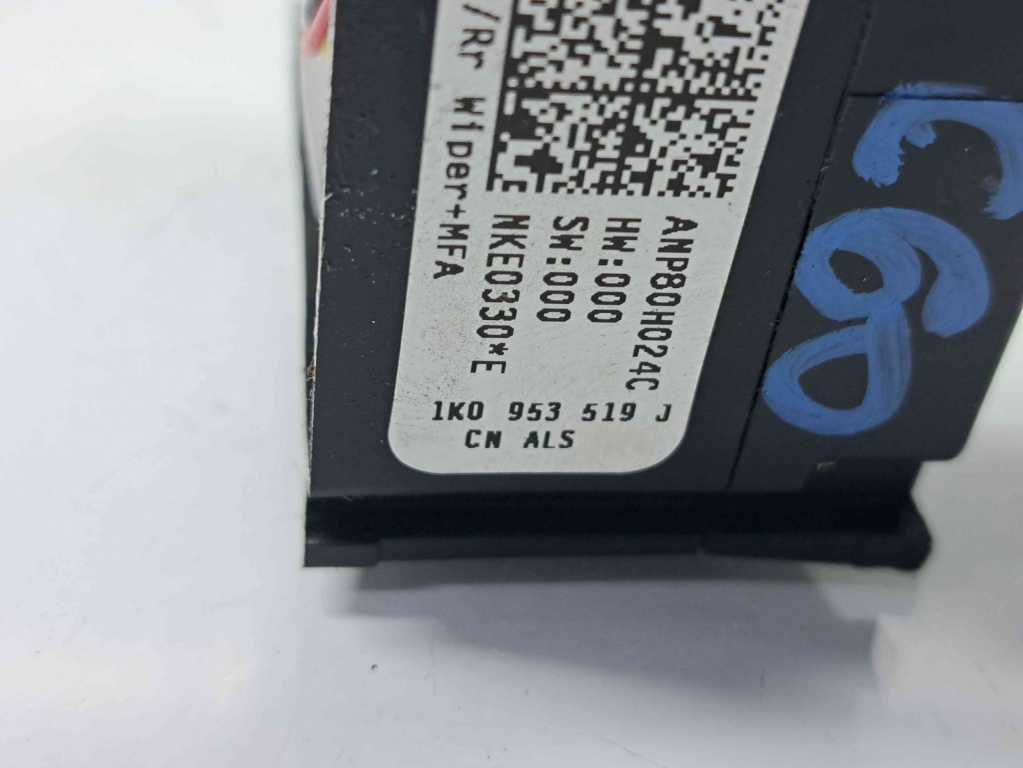 ANP80H024C
HW:000
SW:000
NKE0330*E
/Rr Wiper+MFA
1K0 953 519 J
CN ALS